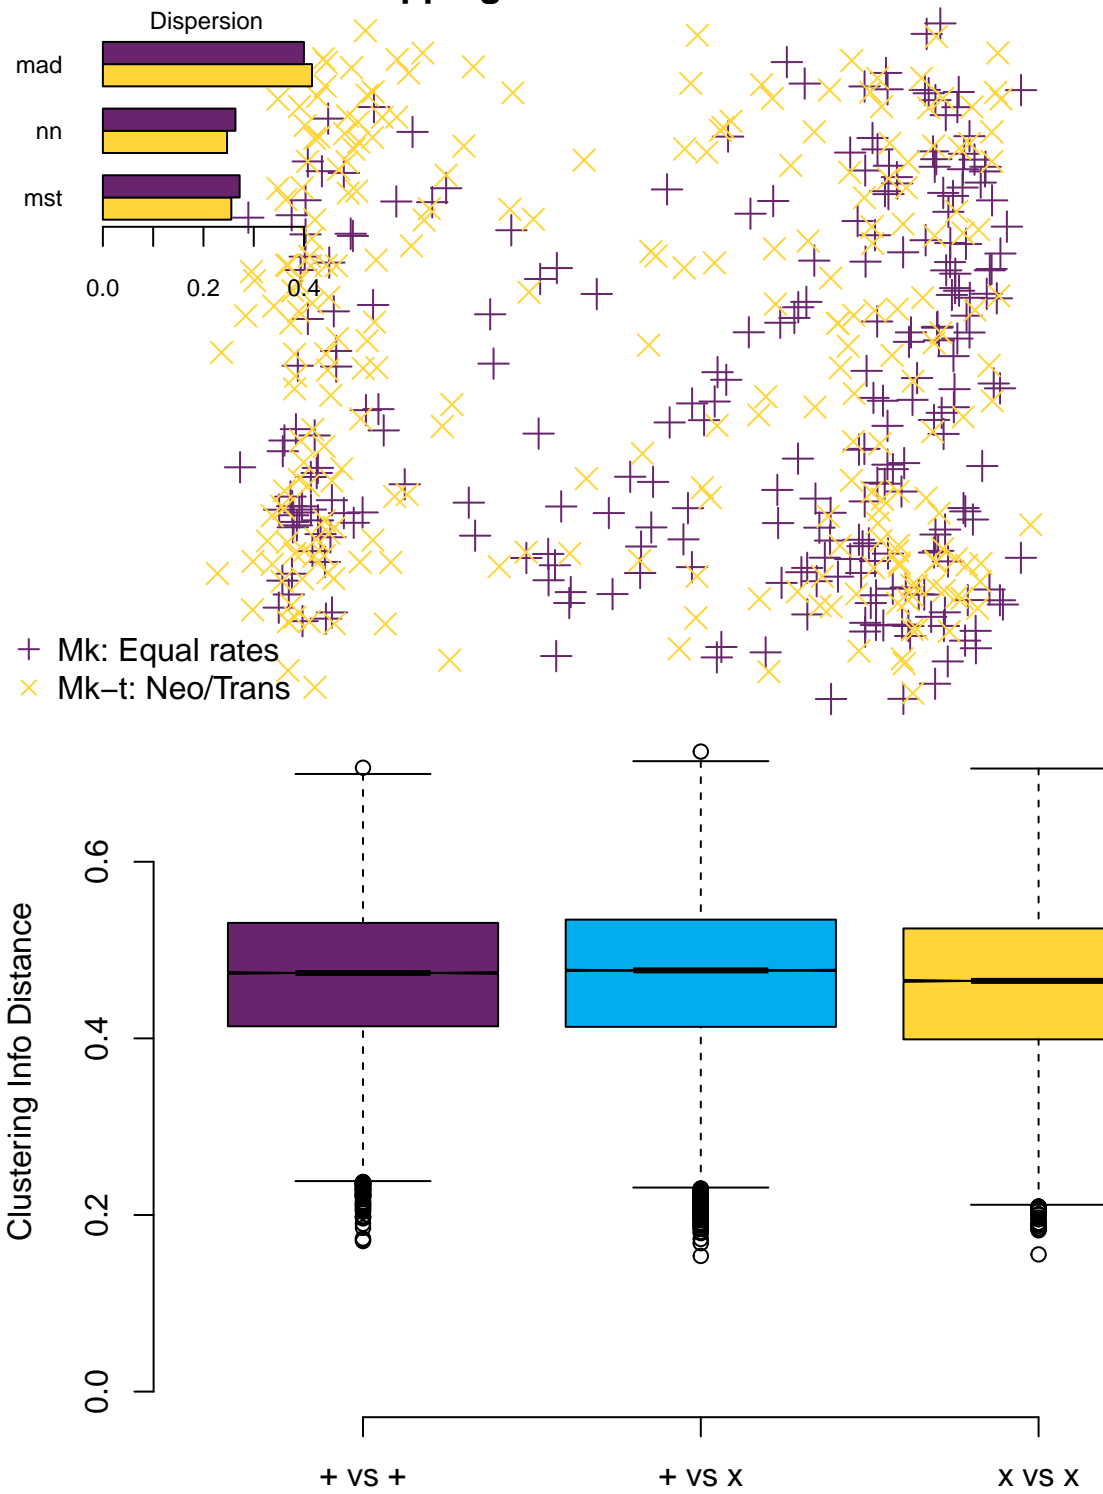 pping
Dispersion
mad
nn
mst
0.0 0.2 0.4
+ Mk: Equal rates
× Mk−t: Neo/Trans
Clustering Info Distance
0.6
0.4
0.2
0.0
+ vs +
+ vs x
x vs x